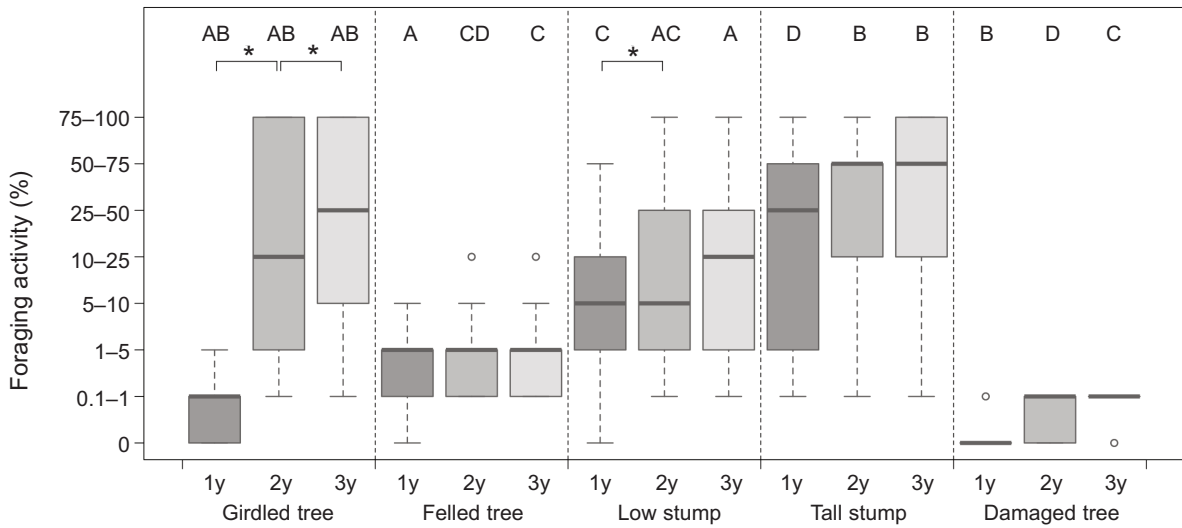 AB AB AB A CD C C AC A D B B B D C
* * *
Foraging activity (%)
75–100
50–75
25–50
10–25
5–10
1–5
0.1–1
0
1y 2y 3y 1y 2y 3y 1y 2y 3y 1y 2y 3y 1y 2y 3y
Girdled tree Felled tree Low stump Tall stump Damaged tree